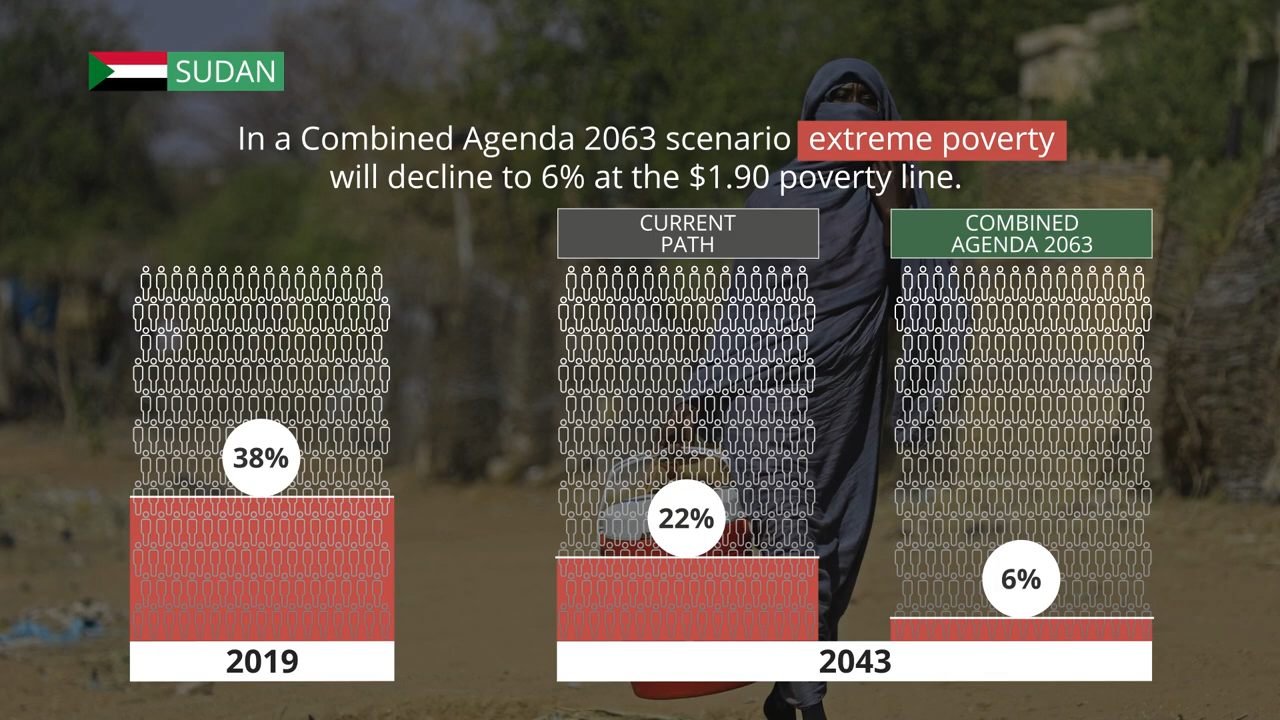 SUDAN
In a Combined Agenda 2063 scenario extreme poverty
will decline to 6% at the $1.90 poverty line.
CURRENT
PATH
COMBINED
AGENDA 2063
38%
22%
6%
2019
2043